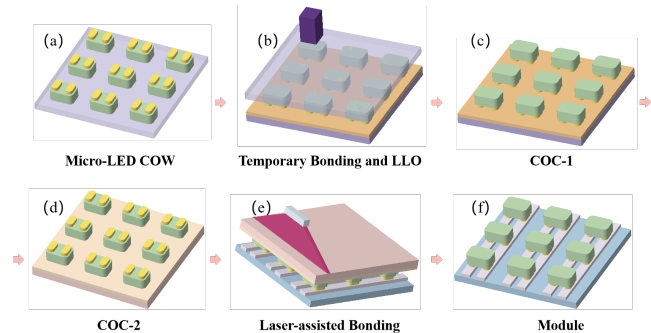 (a)
(b)
(c)
Micro-LED COW
Temporary Bonding and LLO
COC-1
(d)
(e)
(f)
COC-2
Laser-assisted Bonding
Module